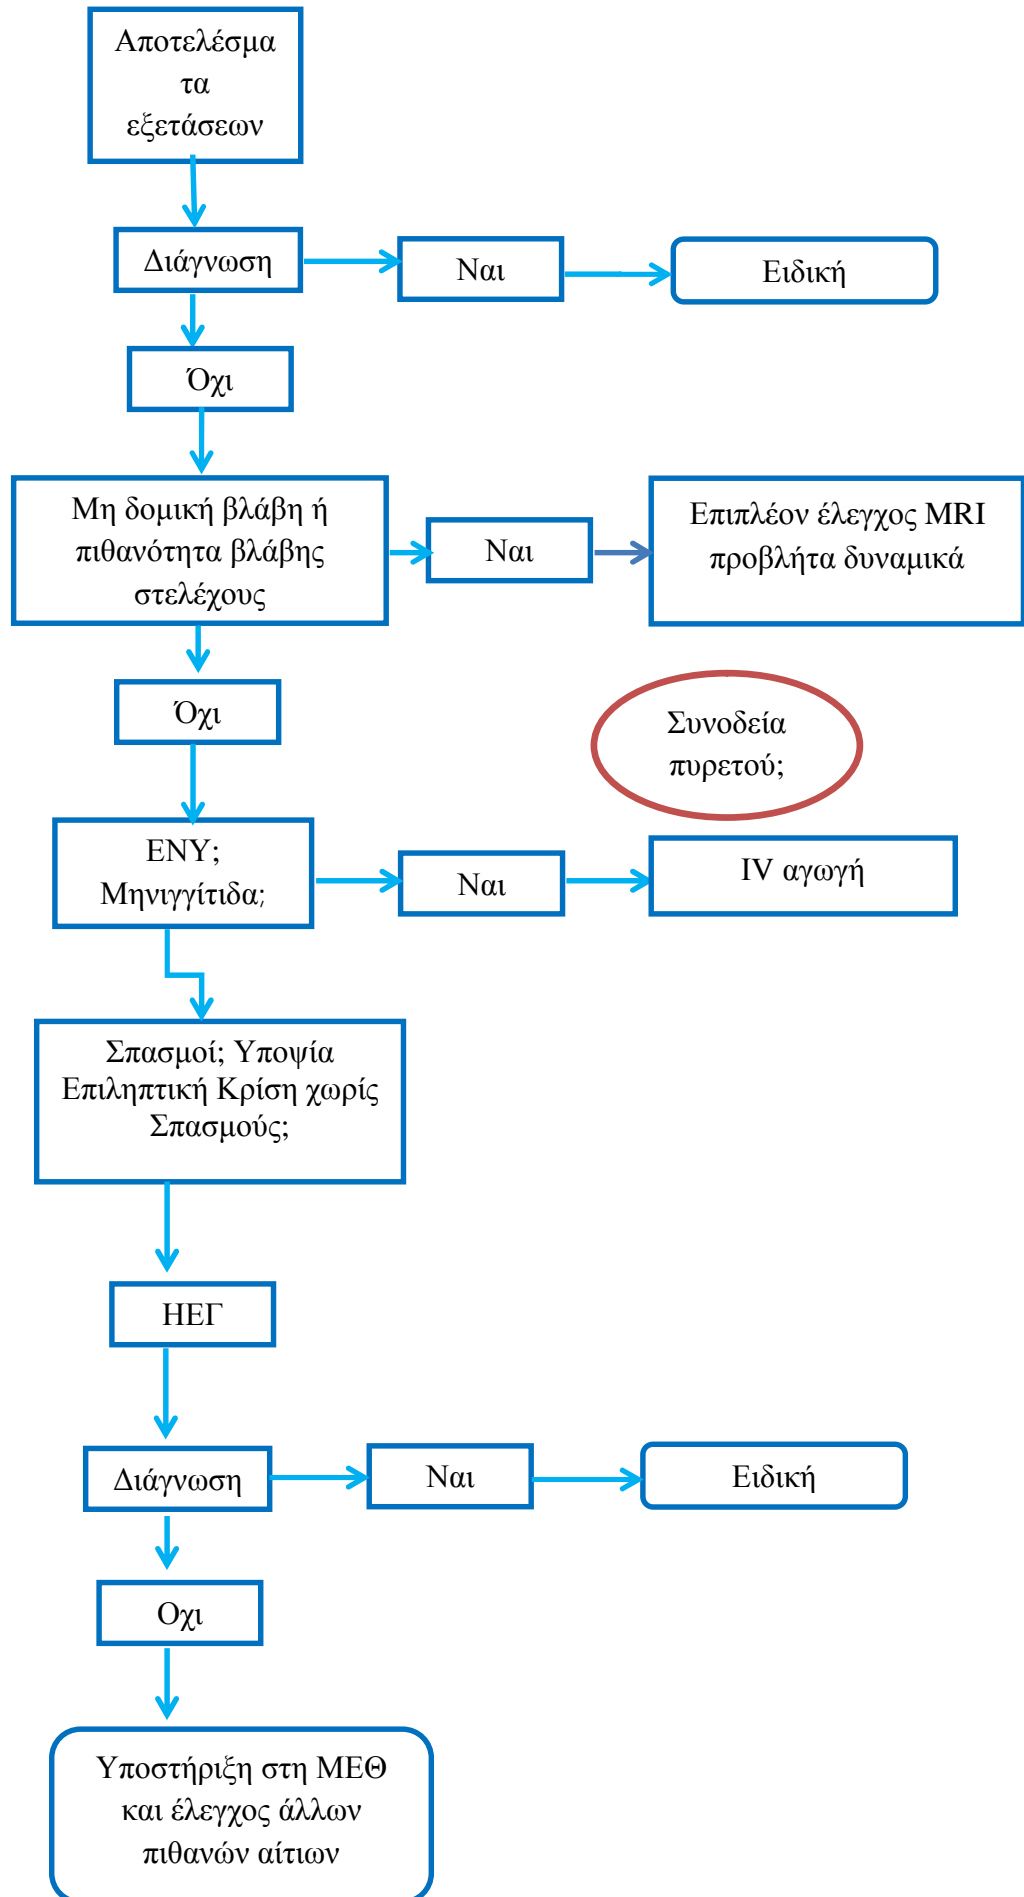 Αποτελέσμα
τα
εξετάσεων
Διάγνωση
Ναι
Ειδική
Όχι
Μη δομική βλάβη ή
πιθανότητα βλάβης
στελέχους
Ναι
Επιπλέον έλεγχος MRI
προβλήτα δυναμικά
Όχι
Συνοδεία
πυρετού;
ΕΝΥ;
Μηνιγγίτιδα;
Ναι
IV αγωγή
Σπασμοί; Υποψία
Επιληπτική Κρίση χωρίς
Σπασμούς;
ΗΕΓ
Διάγνωση
Ναι
Ειδική
Οχι
Υποστήριξη στη ΜΕΘ
και έλεγχος άλλων
πιθανών αίτιων